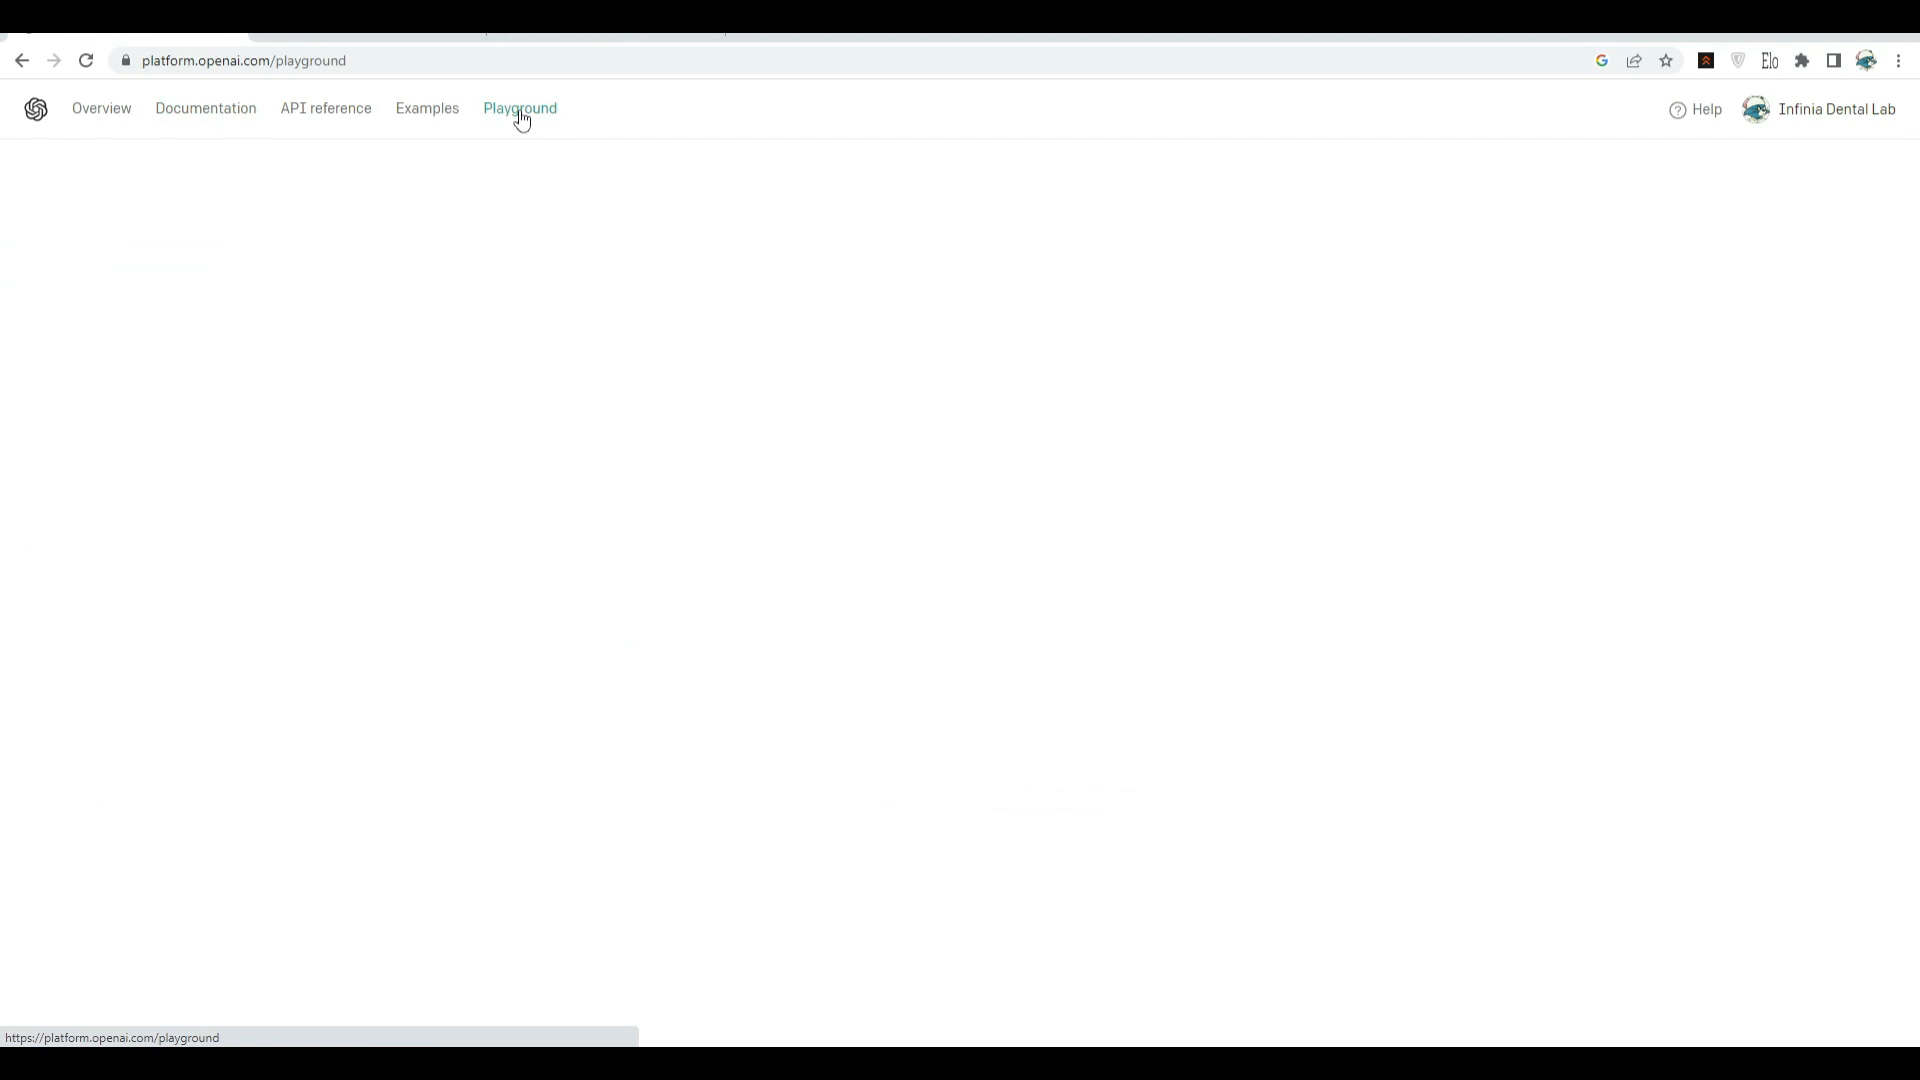 platform.openai.com/playground
Elo
Overview Documentation API reference Examples Playground Help Infinia Dental Lab
https://platform.openai.com/playground